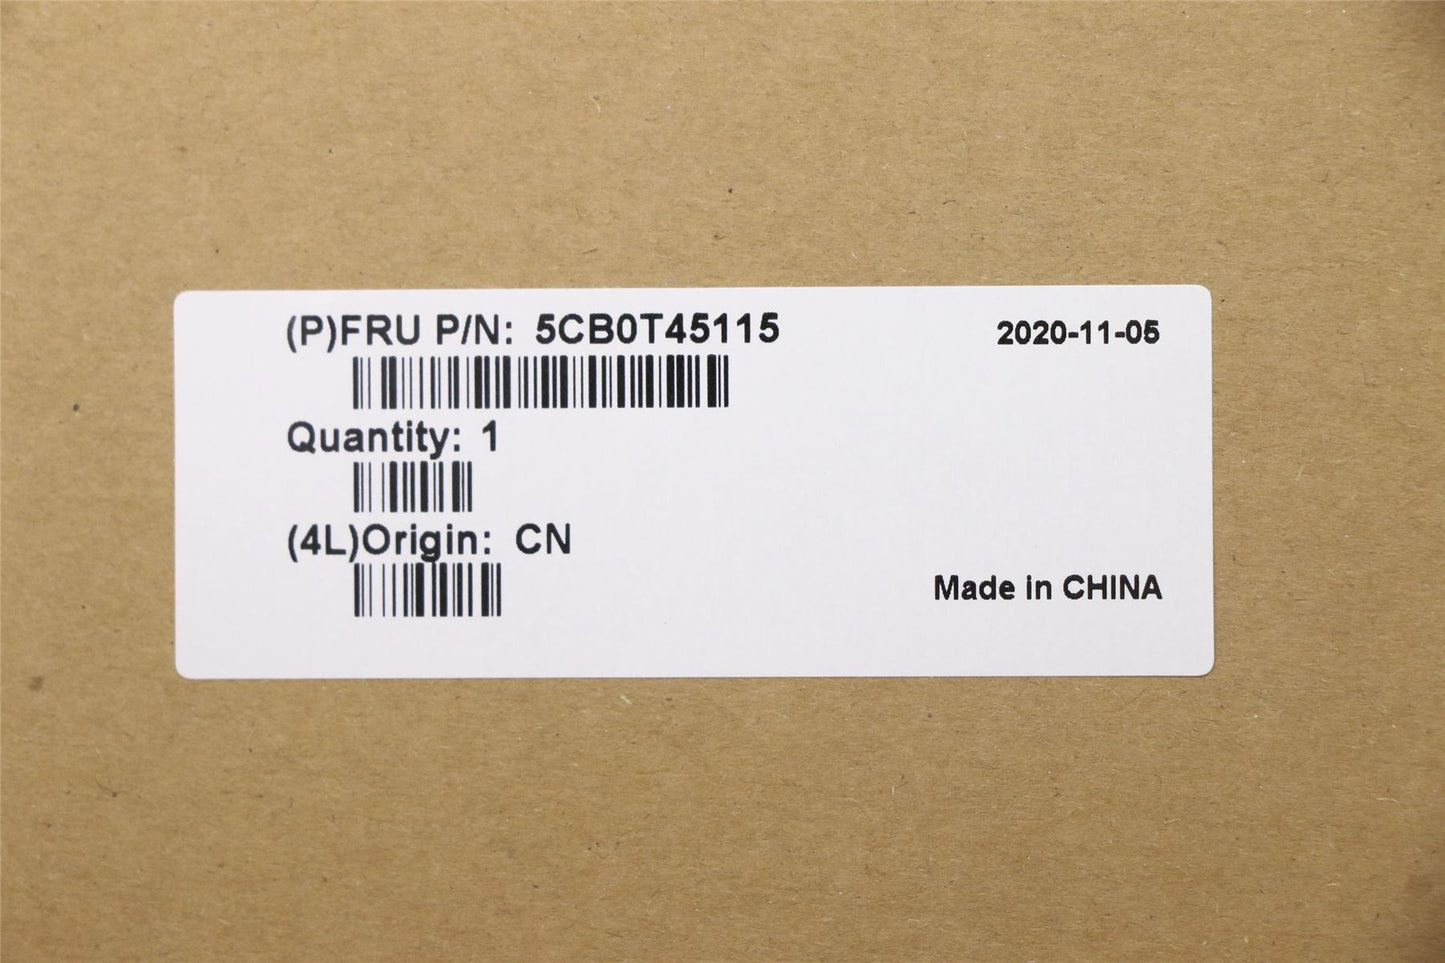 (P)FRU P/N: 5CB0T45115
2020-11-05
Quantity: 1
(4L)Origin: CN
Made in CHINA